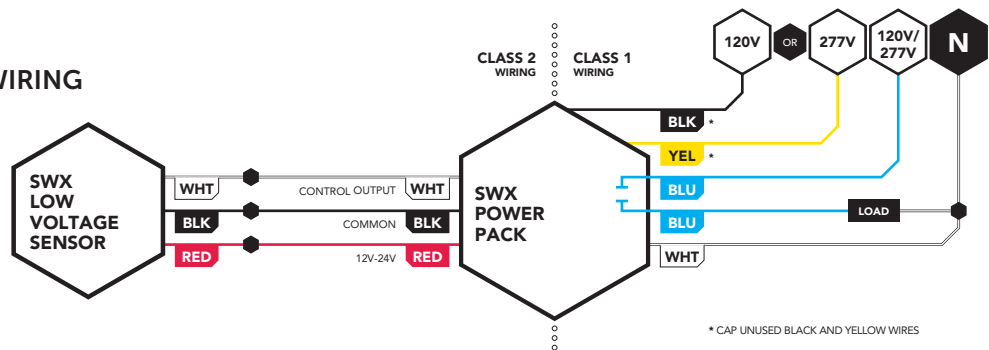 WIRING
CLASS 2
WIRING
CLASS 1
WIRING
120V
OR
277V
120V/
277V
N
SWX
LOW
VOLTAGE
SENSOR
WHT
CONTROL OUTPUT
WHT
BLK
COMMON
BLK
RED
12V-24V
RED
SWX
POWER
PACK
BLK *
YEL *
BLU
BLU
LOAD
WHT
* CAP UNUSED BLACK AND YELLOW WIRES